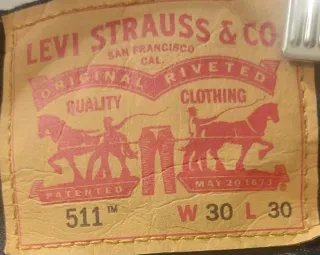 LEVI STRAUSS & CO.
SAN FRANCISCO
CAL.
ORIGINAL RIVETED
QUALITY CLOTHING
PATENTED MAY 20 1873
511™ W 30 L 30